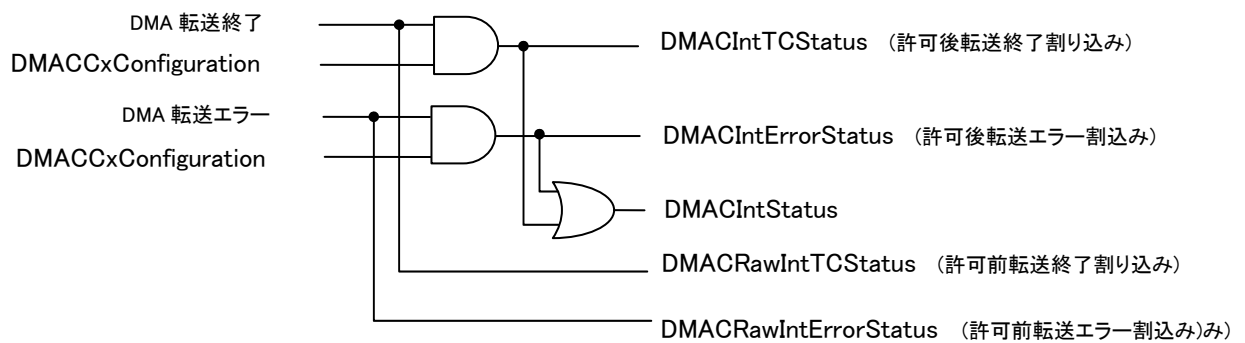 DMA 転送終了
DMACCxConfiguration
DMA 転送エラー
DMACCxConfiguration
DMACIntTCStatus （許可後転送終了割り込み）
DMACIntErrorStatus （許可後転送エラー割込み）
DMACIntStatus
DMACRawIntTCStatus （許可前転送終了割り込み）
DMACRawIntErrorStatus （許可前転送エラー割込み)み）